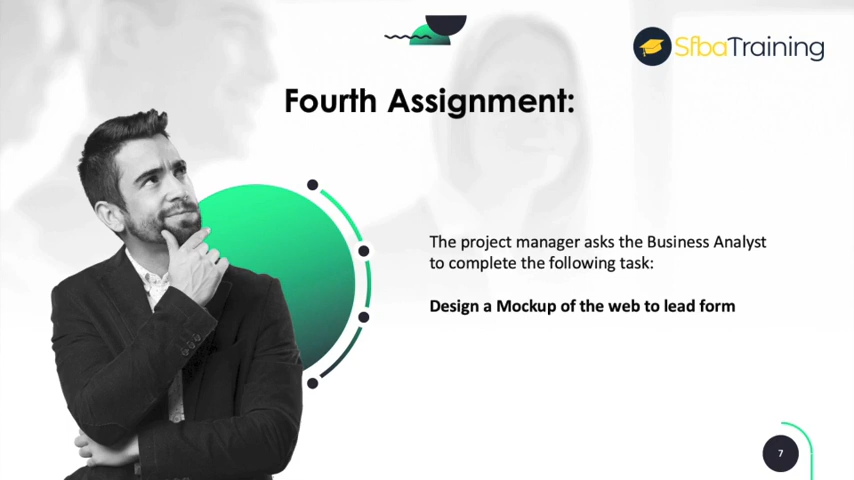 SfbaTraining
Fourth Assignment:
The project manager asks the Business Analyst
to complete the following task:
Design a Mockup of the web to lead form
7